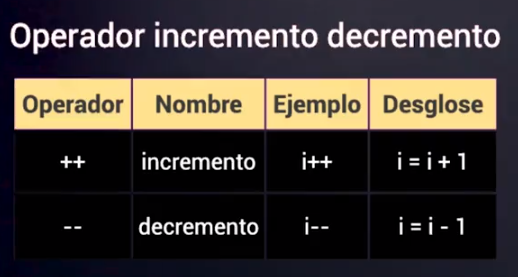 Operador incremento decremento
Operador Nombre Ejemplo Desglose
++ incremento i++ i = i + 1
-- decremento i-- i = i - 1